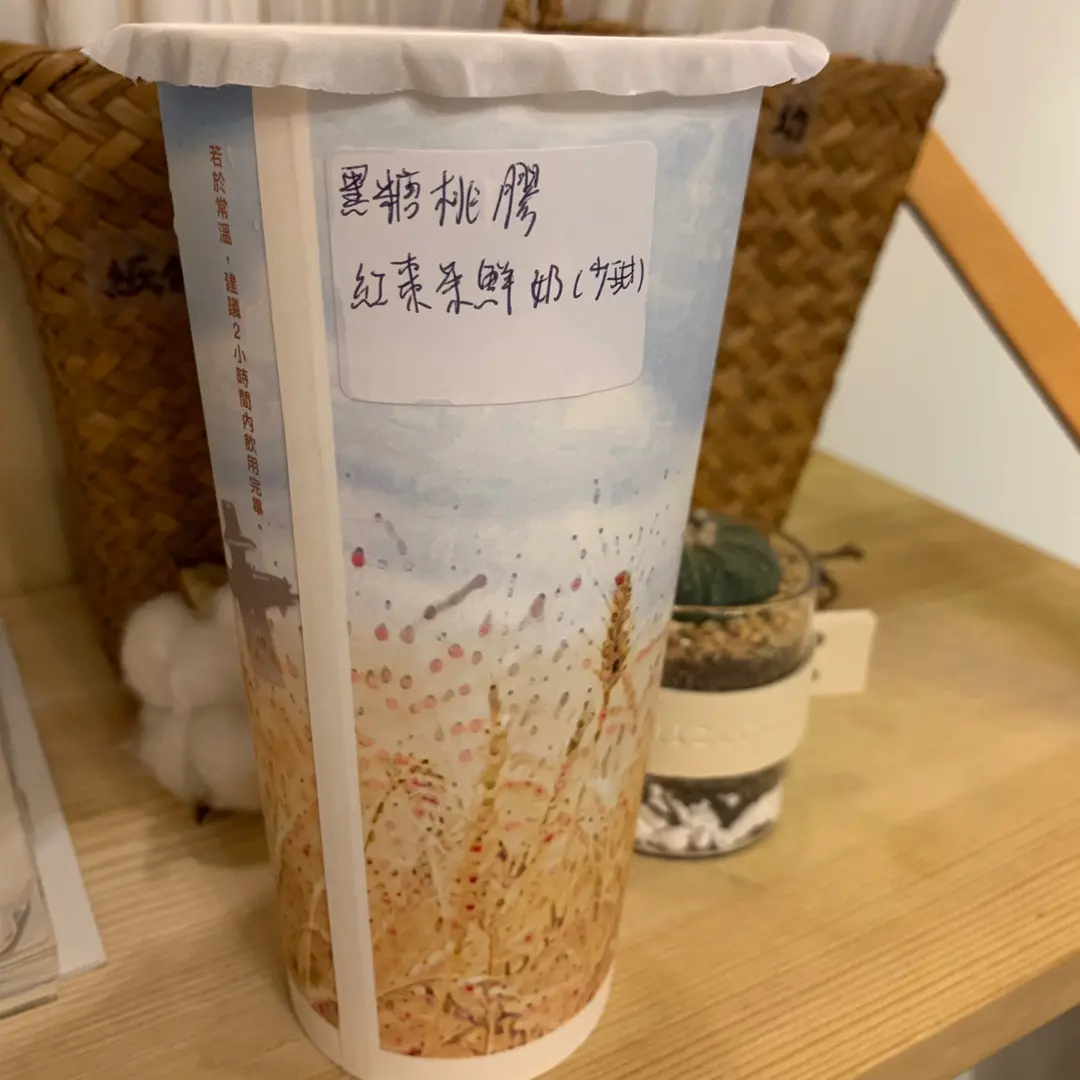 黑糖桃膠
紅棗茶鮮奶(少甜)
若於常溫，建議2小時間內飲用完畢。